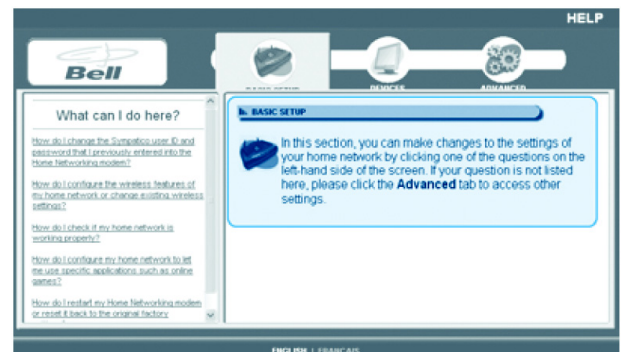 HELP
Bell
BASIC SETUP
DEVICES
ADVANCED
What can I do here?
How do I change the Sympatico user ID and
password that I previously entered into the
Home Networking modem?
How do I configure the wireless features of
my home network or change existing wireless
settings?
How do I check if my home network is
working properly?
How do I configure my home network to let
me use specific applications such as online
games?
How do I restart my Home Networking modem
or reset it back to the original factory
BASIC SETUP
In this section, you can make changes to the settings of
your home network by clicking one of the questions on the
left-hand side of the screen. If your question is not listed
here, please click the Advanced tab to access other
settings.
ENGLISH | FRANCAIS